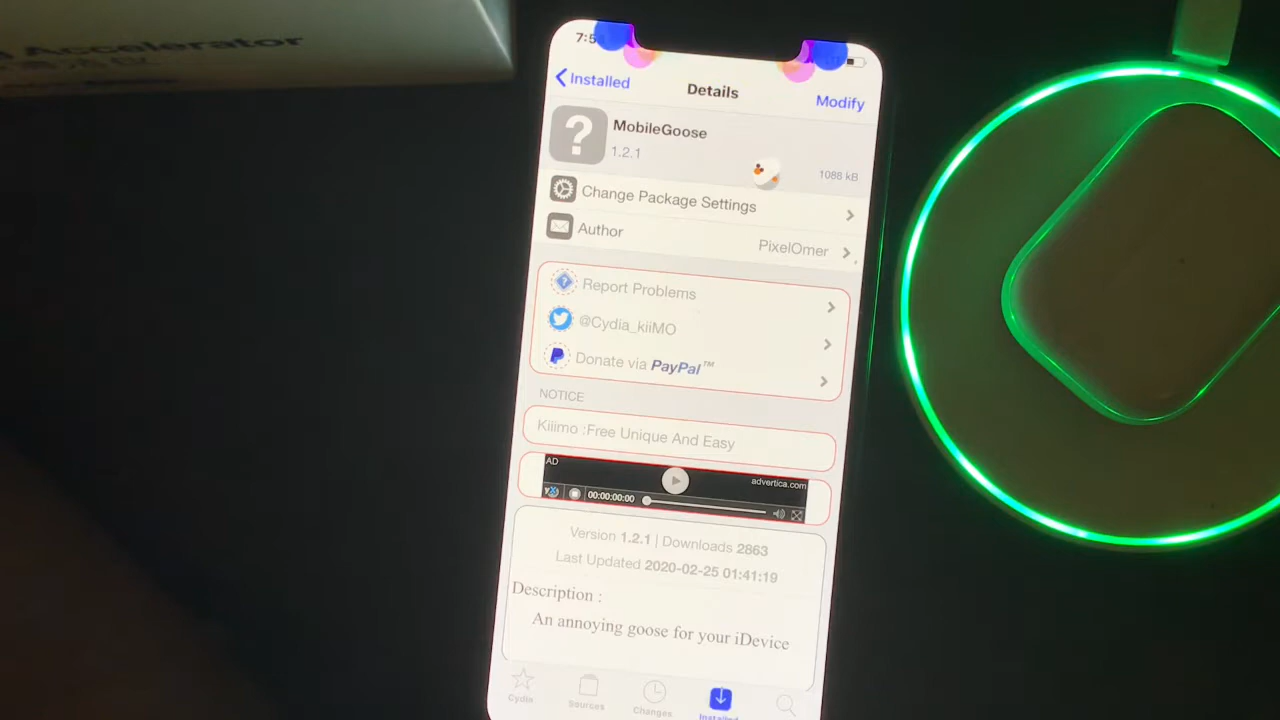 Accelerator
7:5
Installed
Details
Modify
MobileGoose
1.2.1
1088 kB
Change Package Settings
Author
PixelOmer
Report Problems
@Cydia_kiiMO
Donate via PayPal™
NOTICE
Kiiimo :Free Unique And Easy
AD
advertica.com
00:00:00:00
Version 1.2.1 | Downloads 2863
Last Updated 2020-02-25 01:41:19
Description :
An annoying goose for your iDevice
Cydia
Sources
Changes
Installed